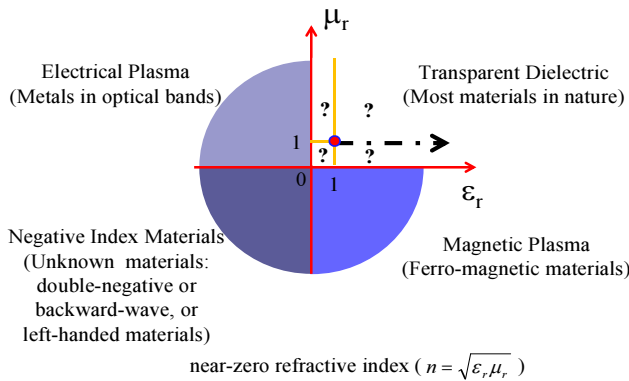 μr
Electrical Plasma
(Metals in optical bands)
Transparent Dielectric
(Most materials in nature)
? ?
1
? ?
0 1
εr
Negative Index Materials
(Unknown materials:
double-negative or
backward-wave, or
left-handed materials)
Magnetic Plasma
(Ferro-magnetic materials)
near-zero refractive index ( n = √εrμr )